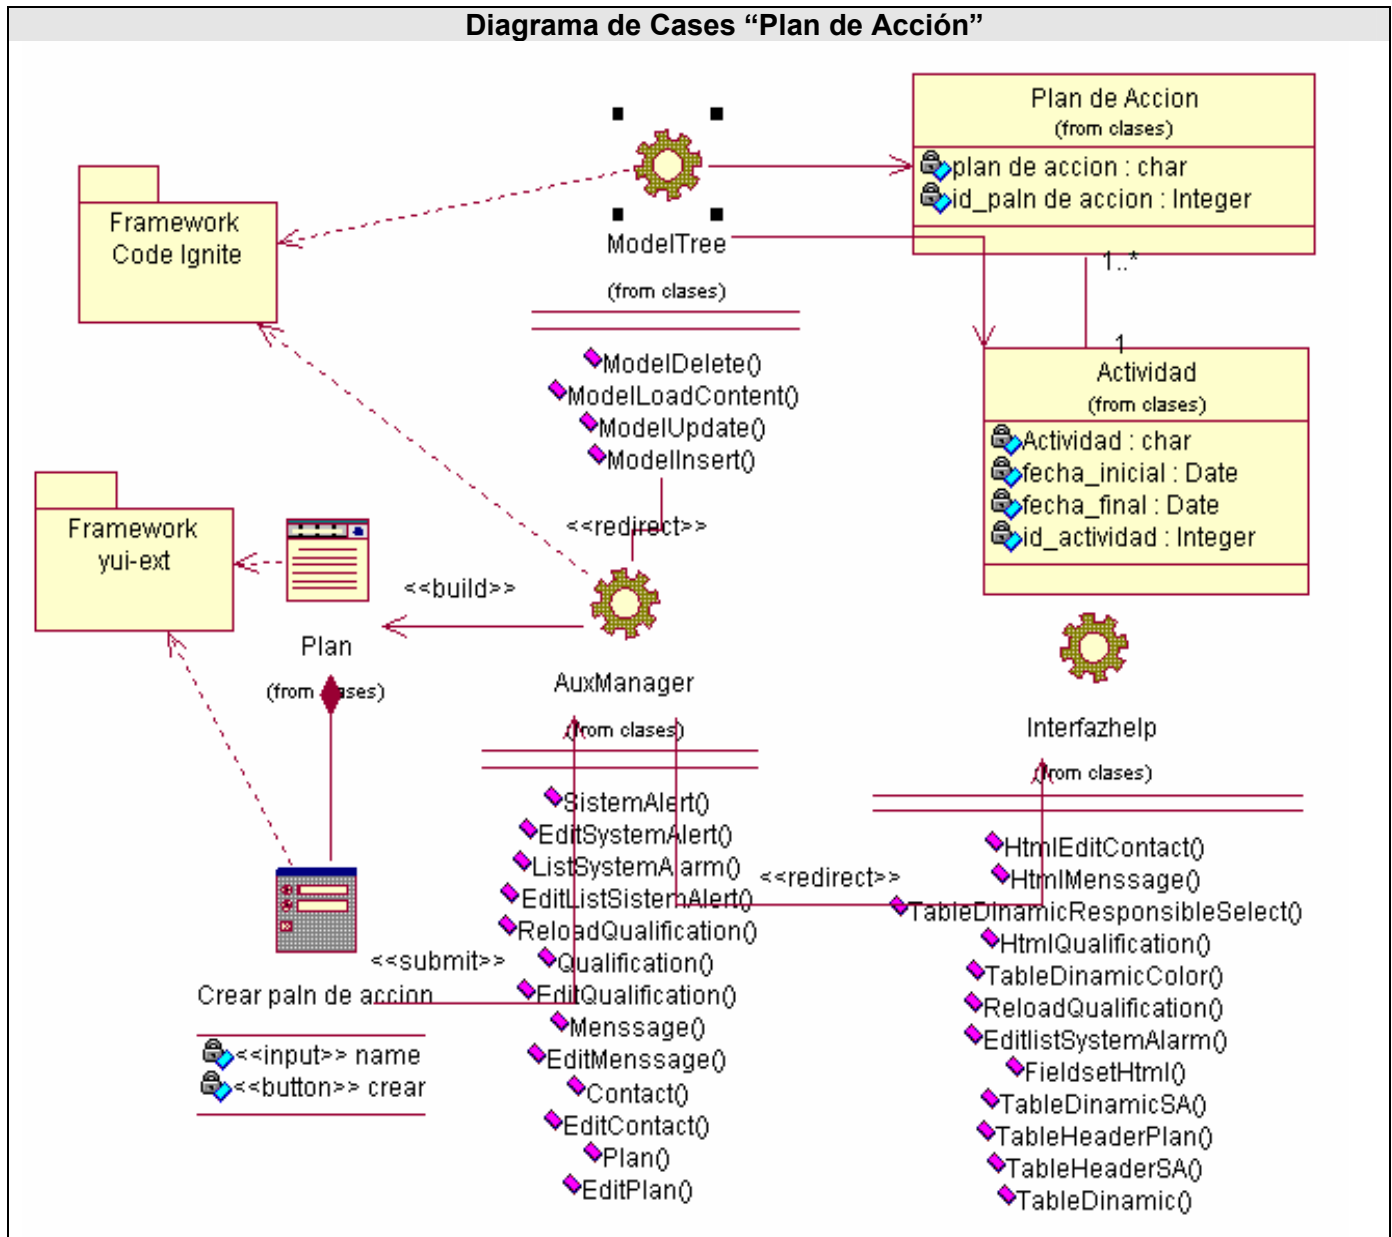 Diagrama de Cases “Plan de Acción”
Plan de Accion
(from clases)
plan de accion : char
id_paln de accion : Integer
Framework
Code Ignite
ModelTree
(from clases)
ModelDelete()
ModelLoadContent()
ModelUpdate()
ModelInsert()
1..*
1
Actividad
(from clases)
Actividad : char
fecha_inicial : Date
fecha_final : Date
id_actividad : Integer
Framework
yui-ext
<<redirect>>
<<build>>
Plan
(from clases)
AuxManager
(from clases)
SistemAlert()
EditSystemAlert()
ListSystemAlarm()
EditListSistemAlert()
ReloadQualification()
Qualification()
EditQualification()
Menssage()
EditMenssage()
Contact()
EditContact()
Plan()
EditPlan()
<<redirect>>
<<submit>>
Crear paln de accion
<<input>> name
<<button>> crear
Interfazhelp
(from clases)
HtmlEditContact()
HtmlMenssage()
TableDinamicResponsibleSelect()
HtmlQualification()
TableDinamicColor()
ReloadQualification()
EditlistSystemAlarm()
FieldsetHtml()
TableDinamicSA()
TableHeaderPlan()
TableHeaderSA()
TableDinamic()